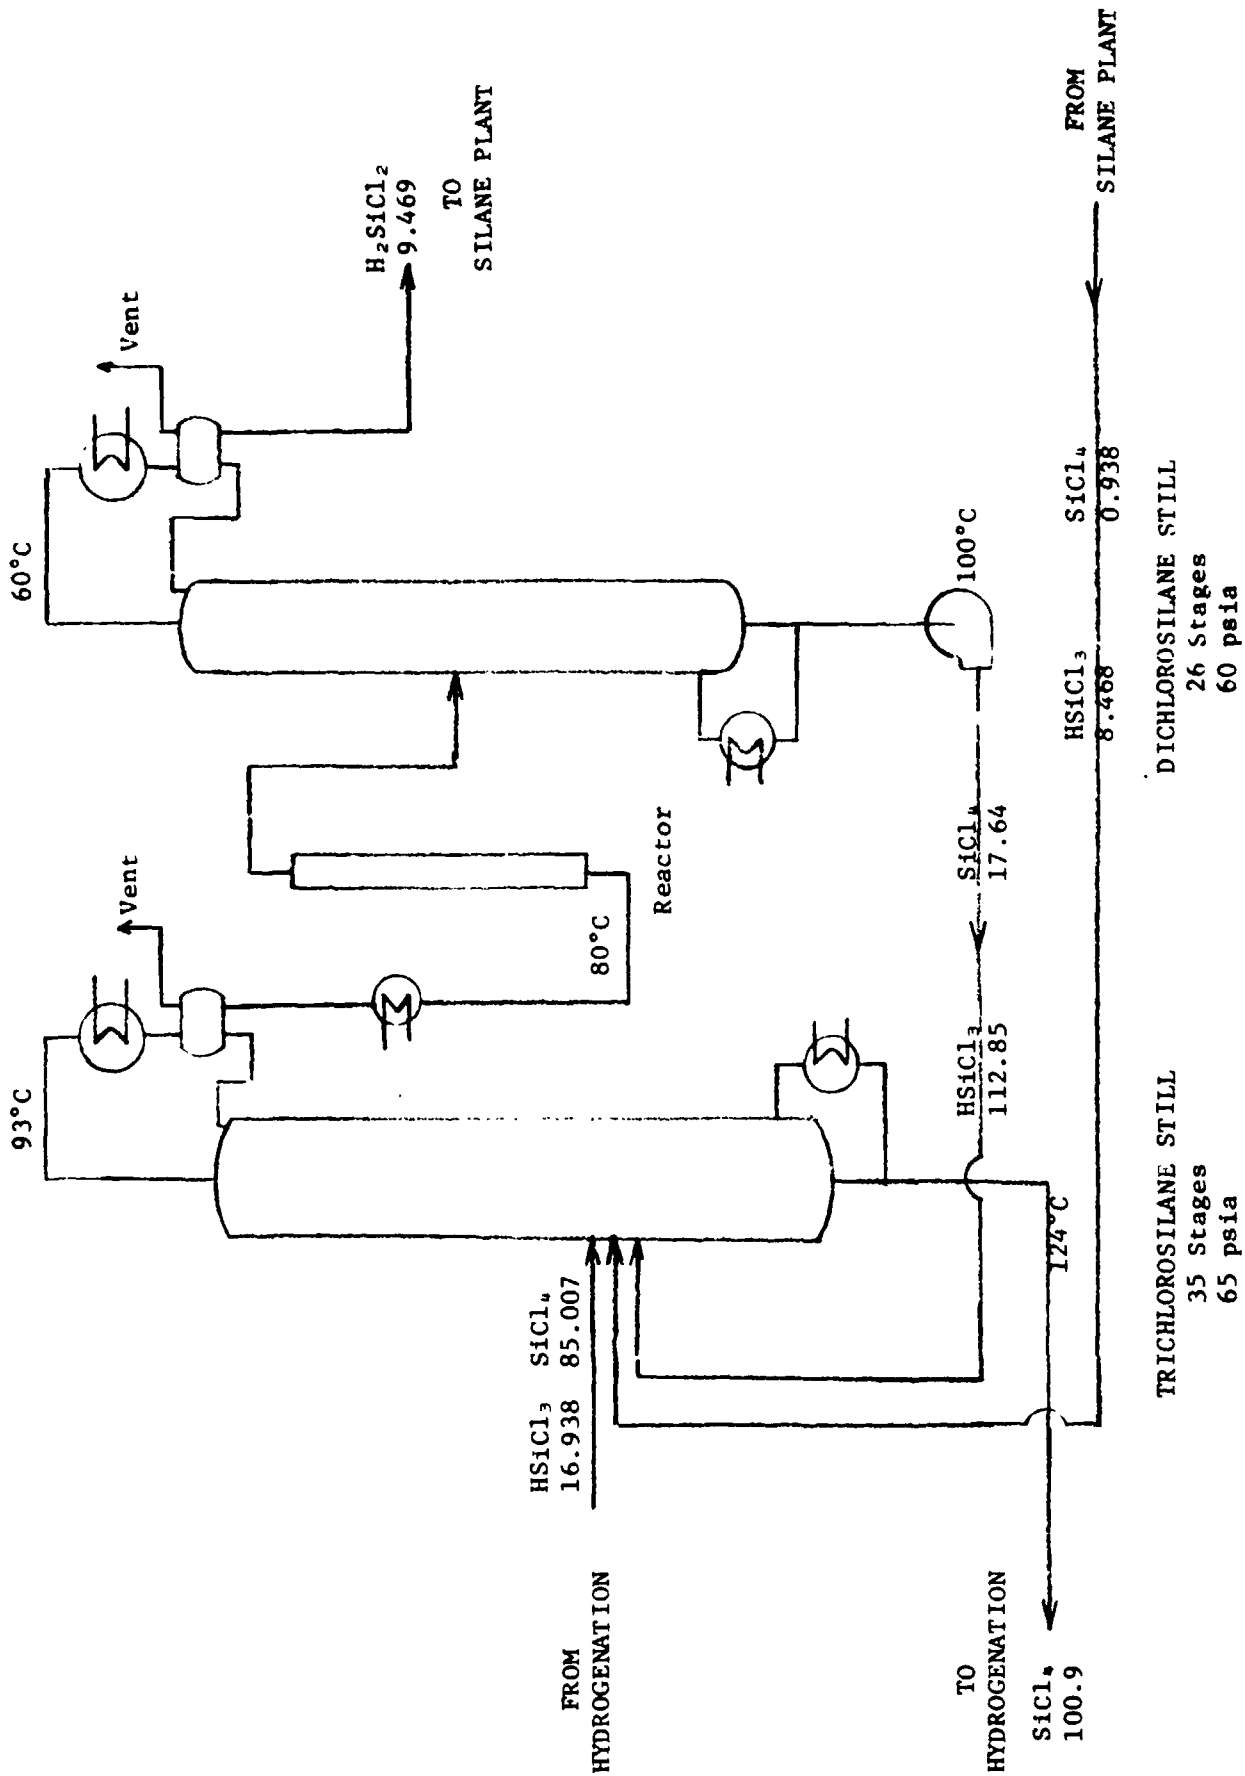 93°C
Vent
80°C
Reactor
60°C
Vent
H₂SiCl₂
9.469
TO
SILANE PLANT
100°C
FROM
HYDROGENATION
HSiCl₃ SiCl₄
16.938 85.007
HSiCl₃ SiCl₄
112.85 17.64
HSiCl₃ SiCl₄
8.468 0.938
FROM
SILANE PLANT
124°C
TO
HYDROGENATION
SiCl₄
100.9
TRICHLOROSILANE STILL
35 Stages
65 psia
DICHLOROSILANE STILL
26 Stages
60 psia